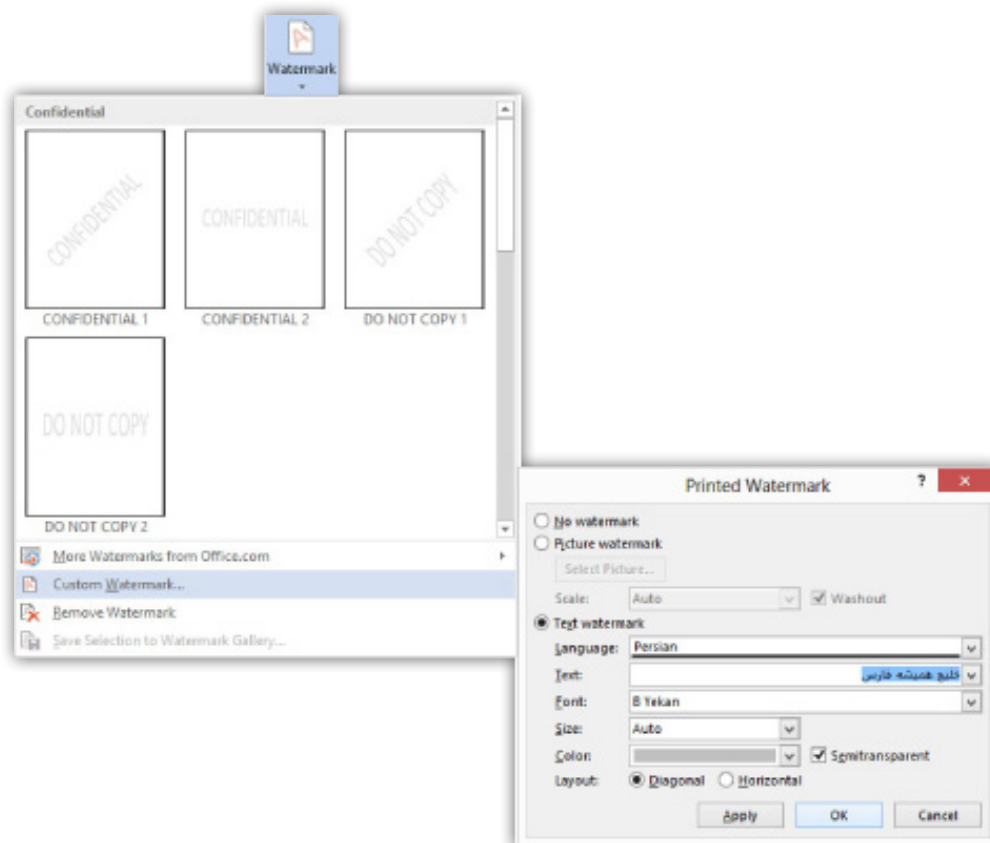 Watermark
Confidential
CONFIDENTIAL
CONFIDENTIAL
DO NOT COPY
CONFIDENTIAL 1
CONFIDENTIAL 2
DO NOT COPY 1
DO NOT COPY
DO NOT COPY 2
More Watermarks from Office.com
Custom Watermark...
Remove Watermark
Save Selection to Watermark Gallery...
Printed Watermark ?
No watermark
Picture watermark
Select Picture...
Scale: Auto Washout
Text watermark
Language: Persian
Text: خلیج همیشه فارس
Font: B Yekan
Size: Auto
Color: Semitransparent
Layout: Diagonal Horizontal
Apply OK Cancel